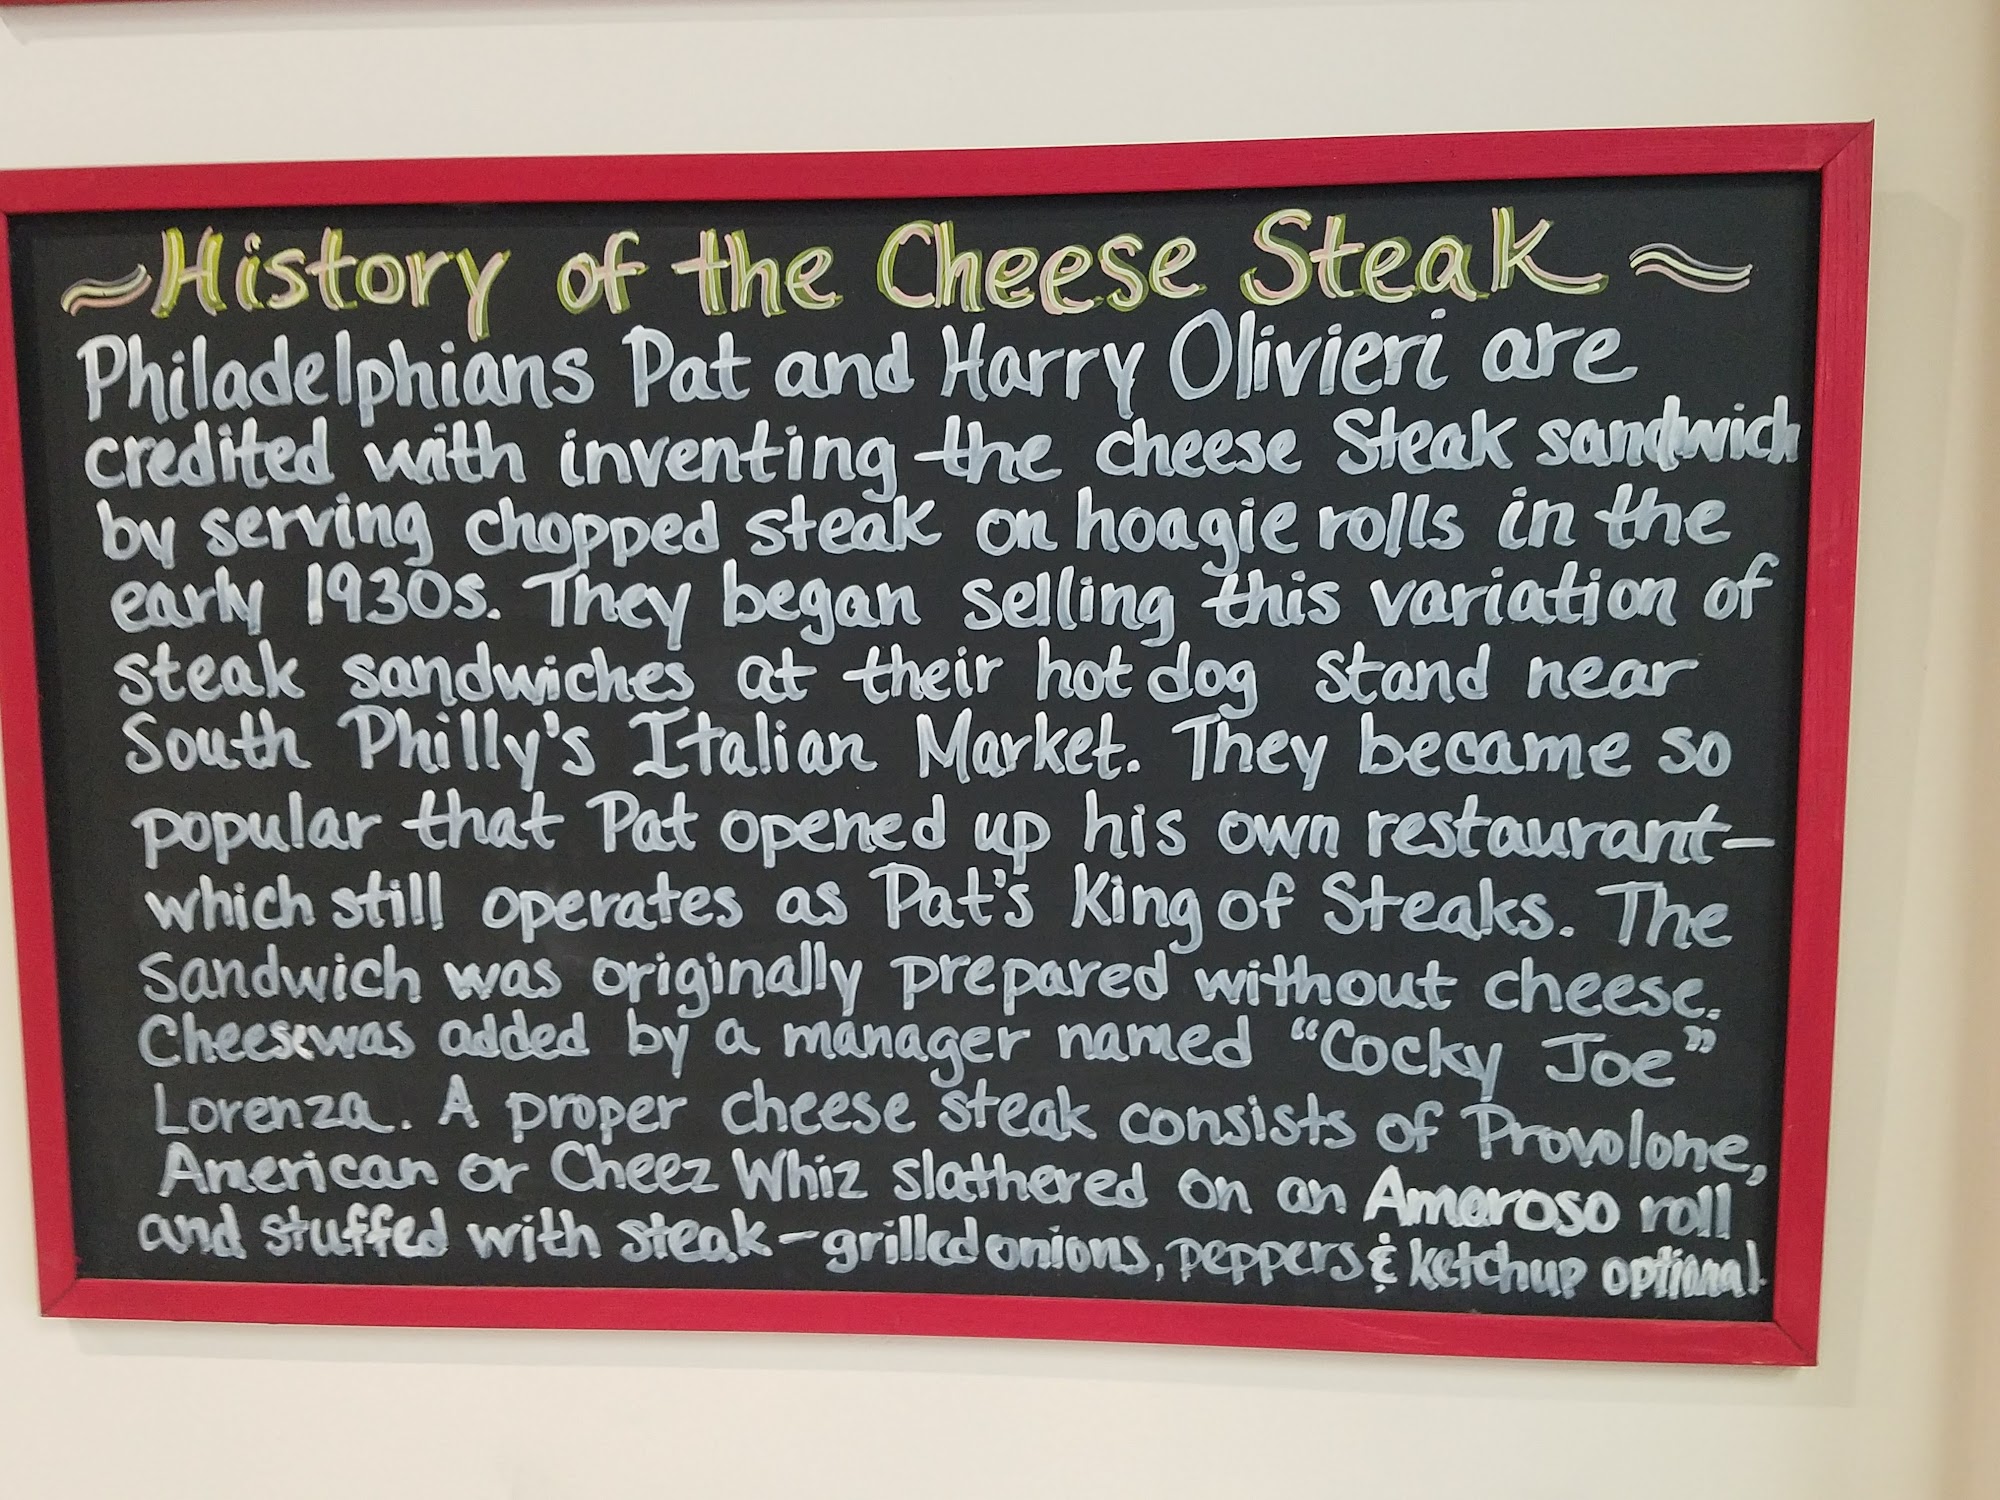 ~History of the Cheese Steak~
Philadelphians Pat and Harry Olivieri are
credited with inventing the cheese Steak sandwich
by serving chopped steak on hoagie rolls in the
early 1930s. They began selling this variation of
steak sandwiches at their hot dog stand near
South Philly's Italian Market. They became so
popular that Pat opened up his own restaurant-
which still operates as Pat's King of Steaks. The
Sandwich was originally prepared without cheese.
Cheese was added by a manager named "Cocky Joe"
Lorenza. A proper cheese steak consists of Provolone,
American or Cheez Whiz slathered on an Amoroso roll
and stuffed with steak-grilled onions, peppers & ketchup optional.